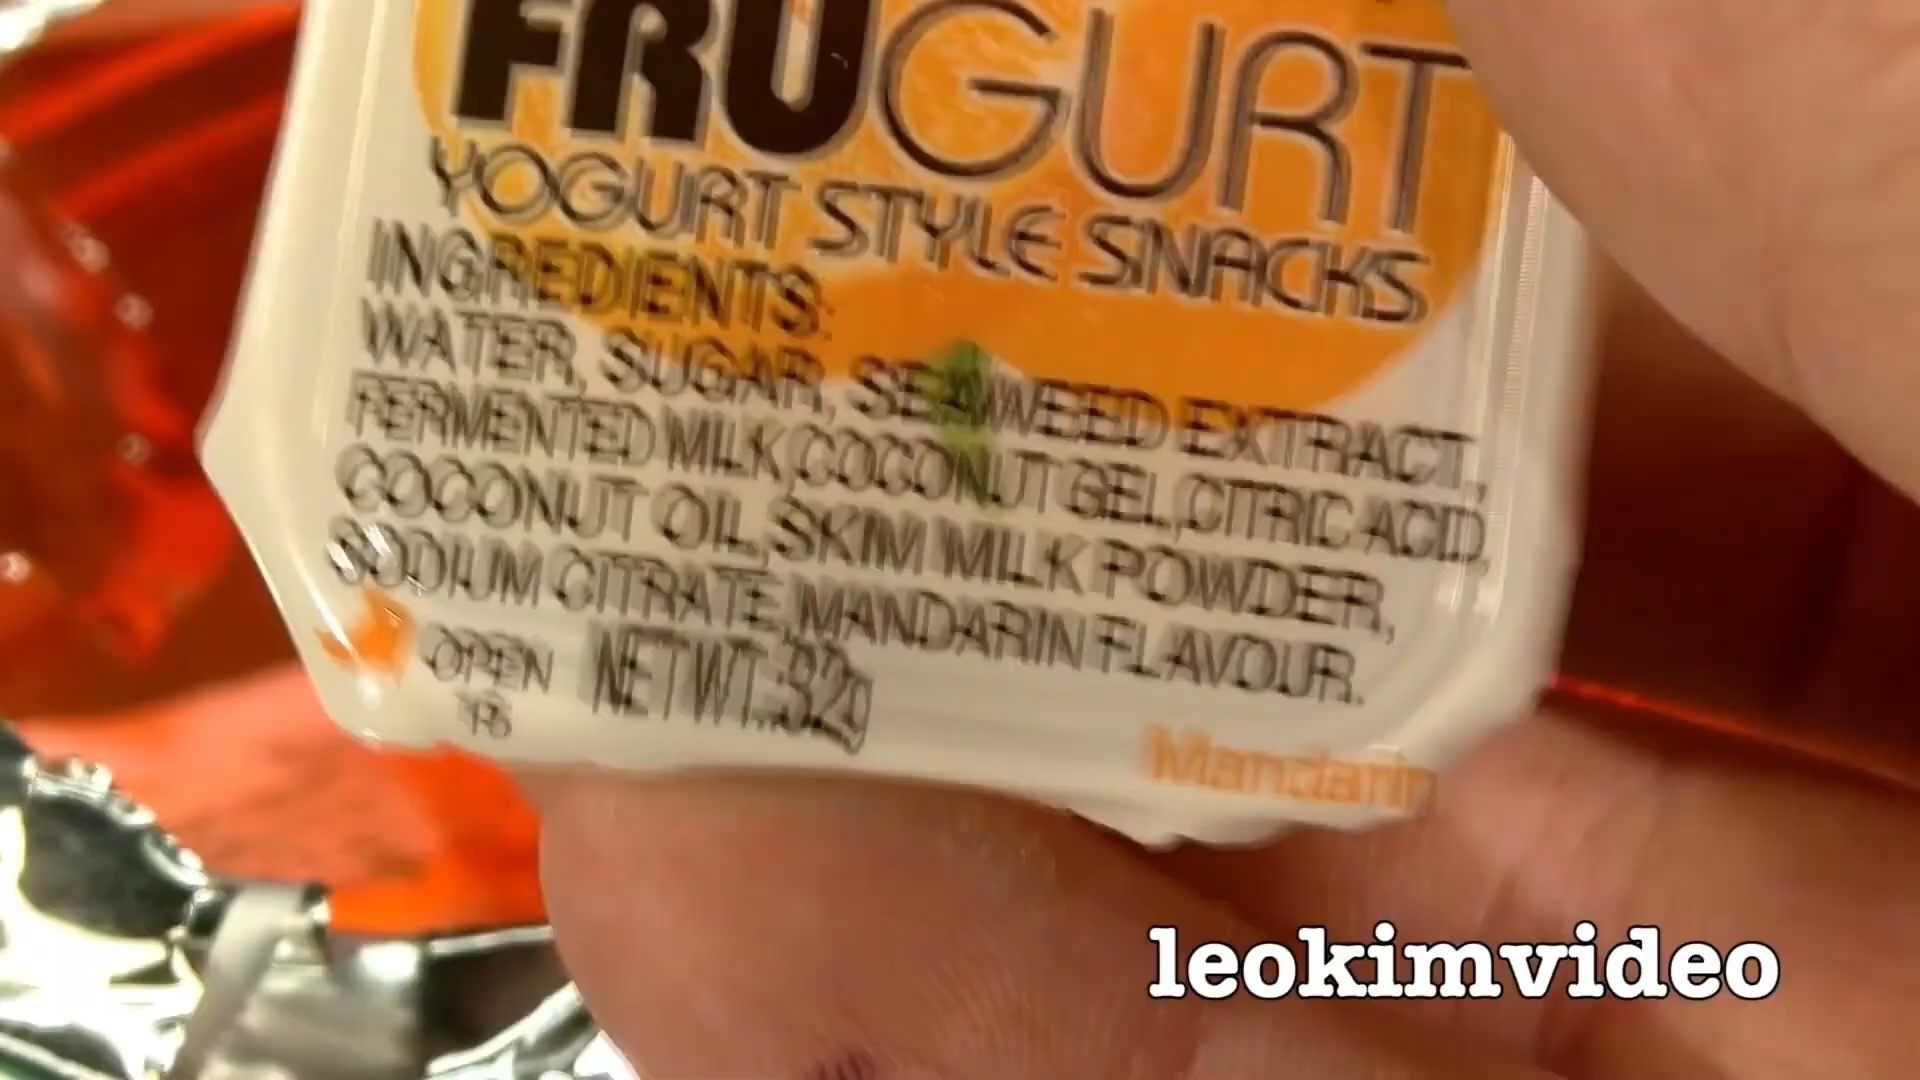 FRUGURT
YOGURT STYLE SNACKS
INGREDIENTS:
WATER, SUGAR, SEAWEED EXTRACT,
FERMENTED MILK,COCONUT GEL,CITRIC ACID,
COCONUT OIL,SKIM MILK POWDER,
SODIUM CITRATE,MANDARIN FLAVOUR.
OPEN NET WT.:32g
Mandarin
leokimvideo